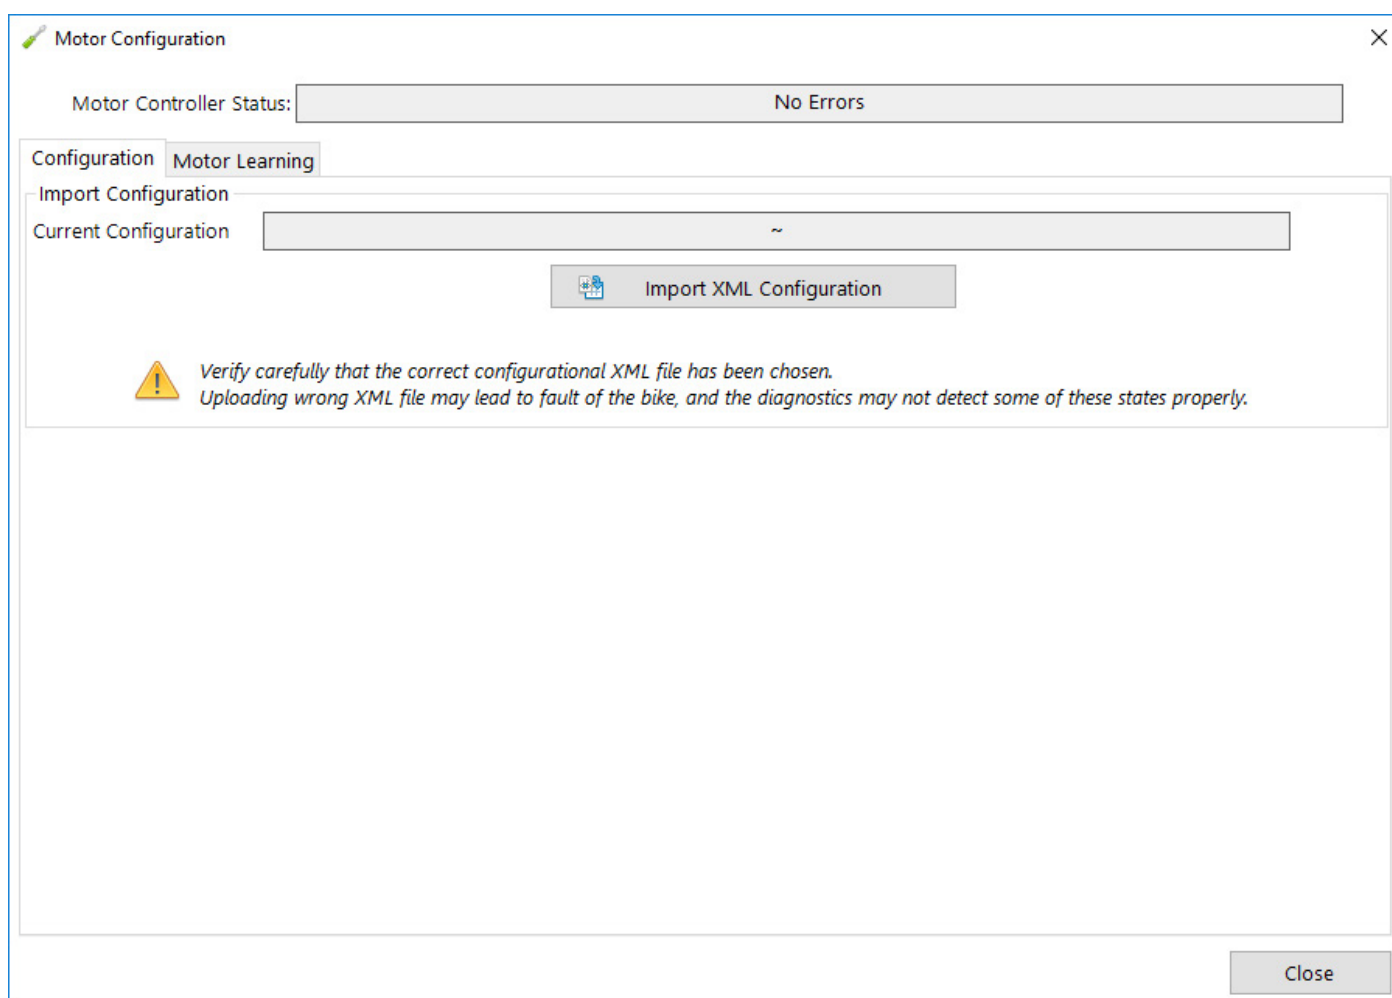 Motor Configuration
Motor Controller Status: No Errors
Configuration Motor Learning
Import Configuration
Current Configuration ~
Import XML Configuration
Verify carefully that the correct configurational XML file has been chosen.
Uploading wrong XML file may lead to fault of the bike, and the diagnostics may not detect some of these states properly.
Close